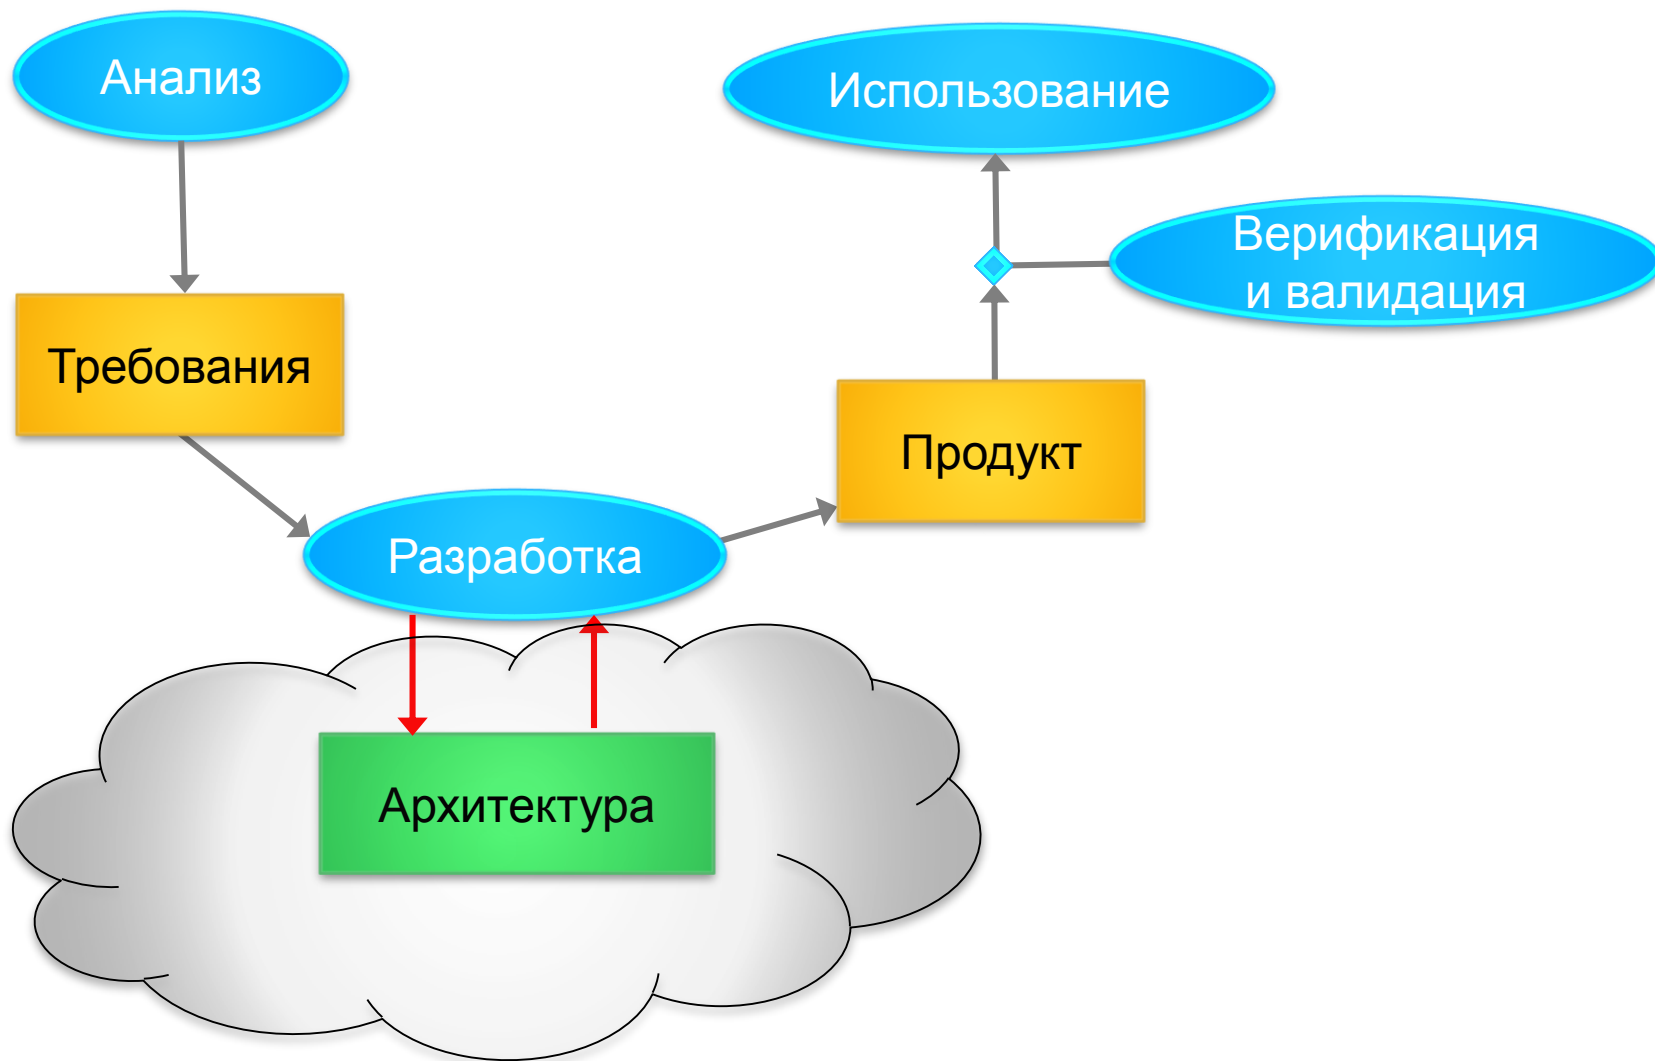 Анализ
Использование
Верификация
и валидация
Требования
Продукт
Разработка
Архитектура